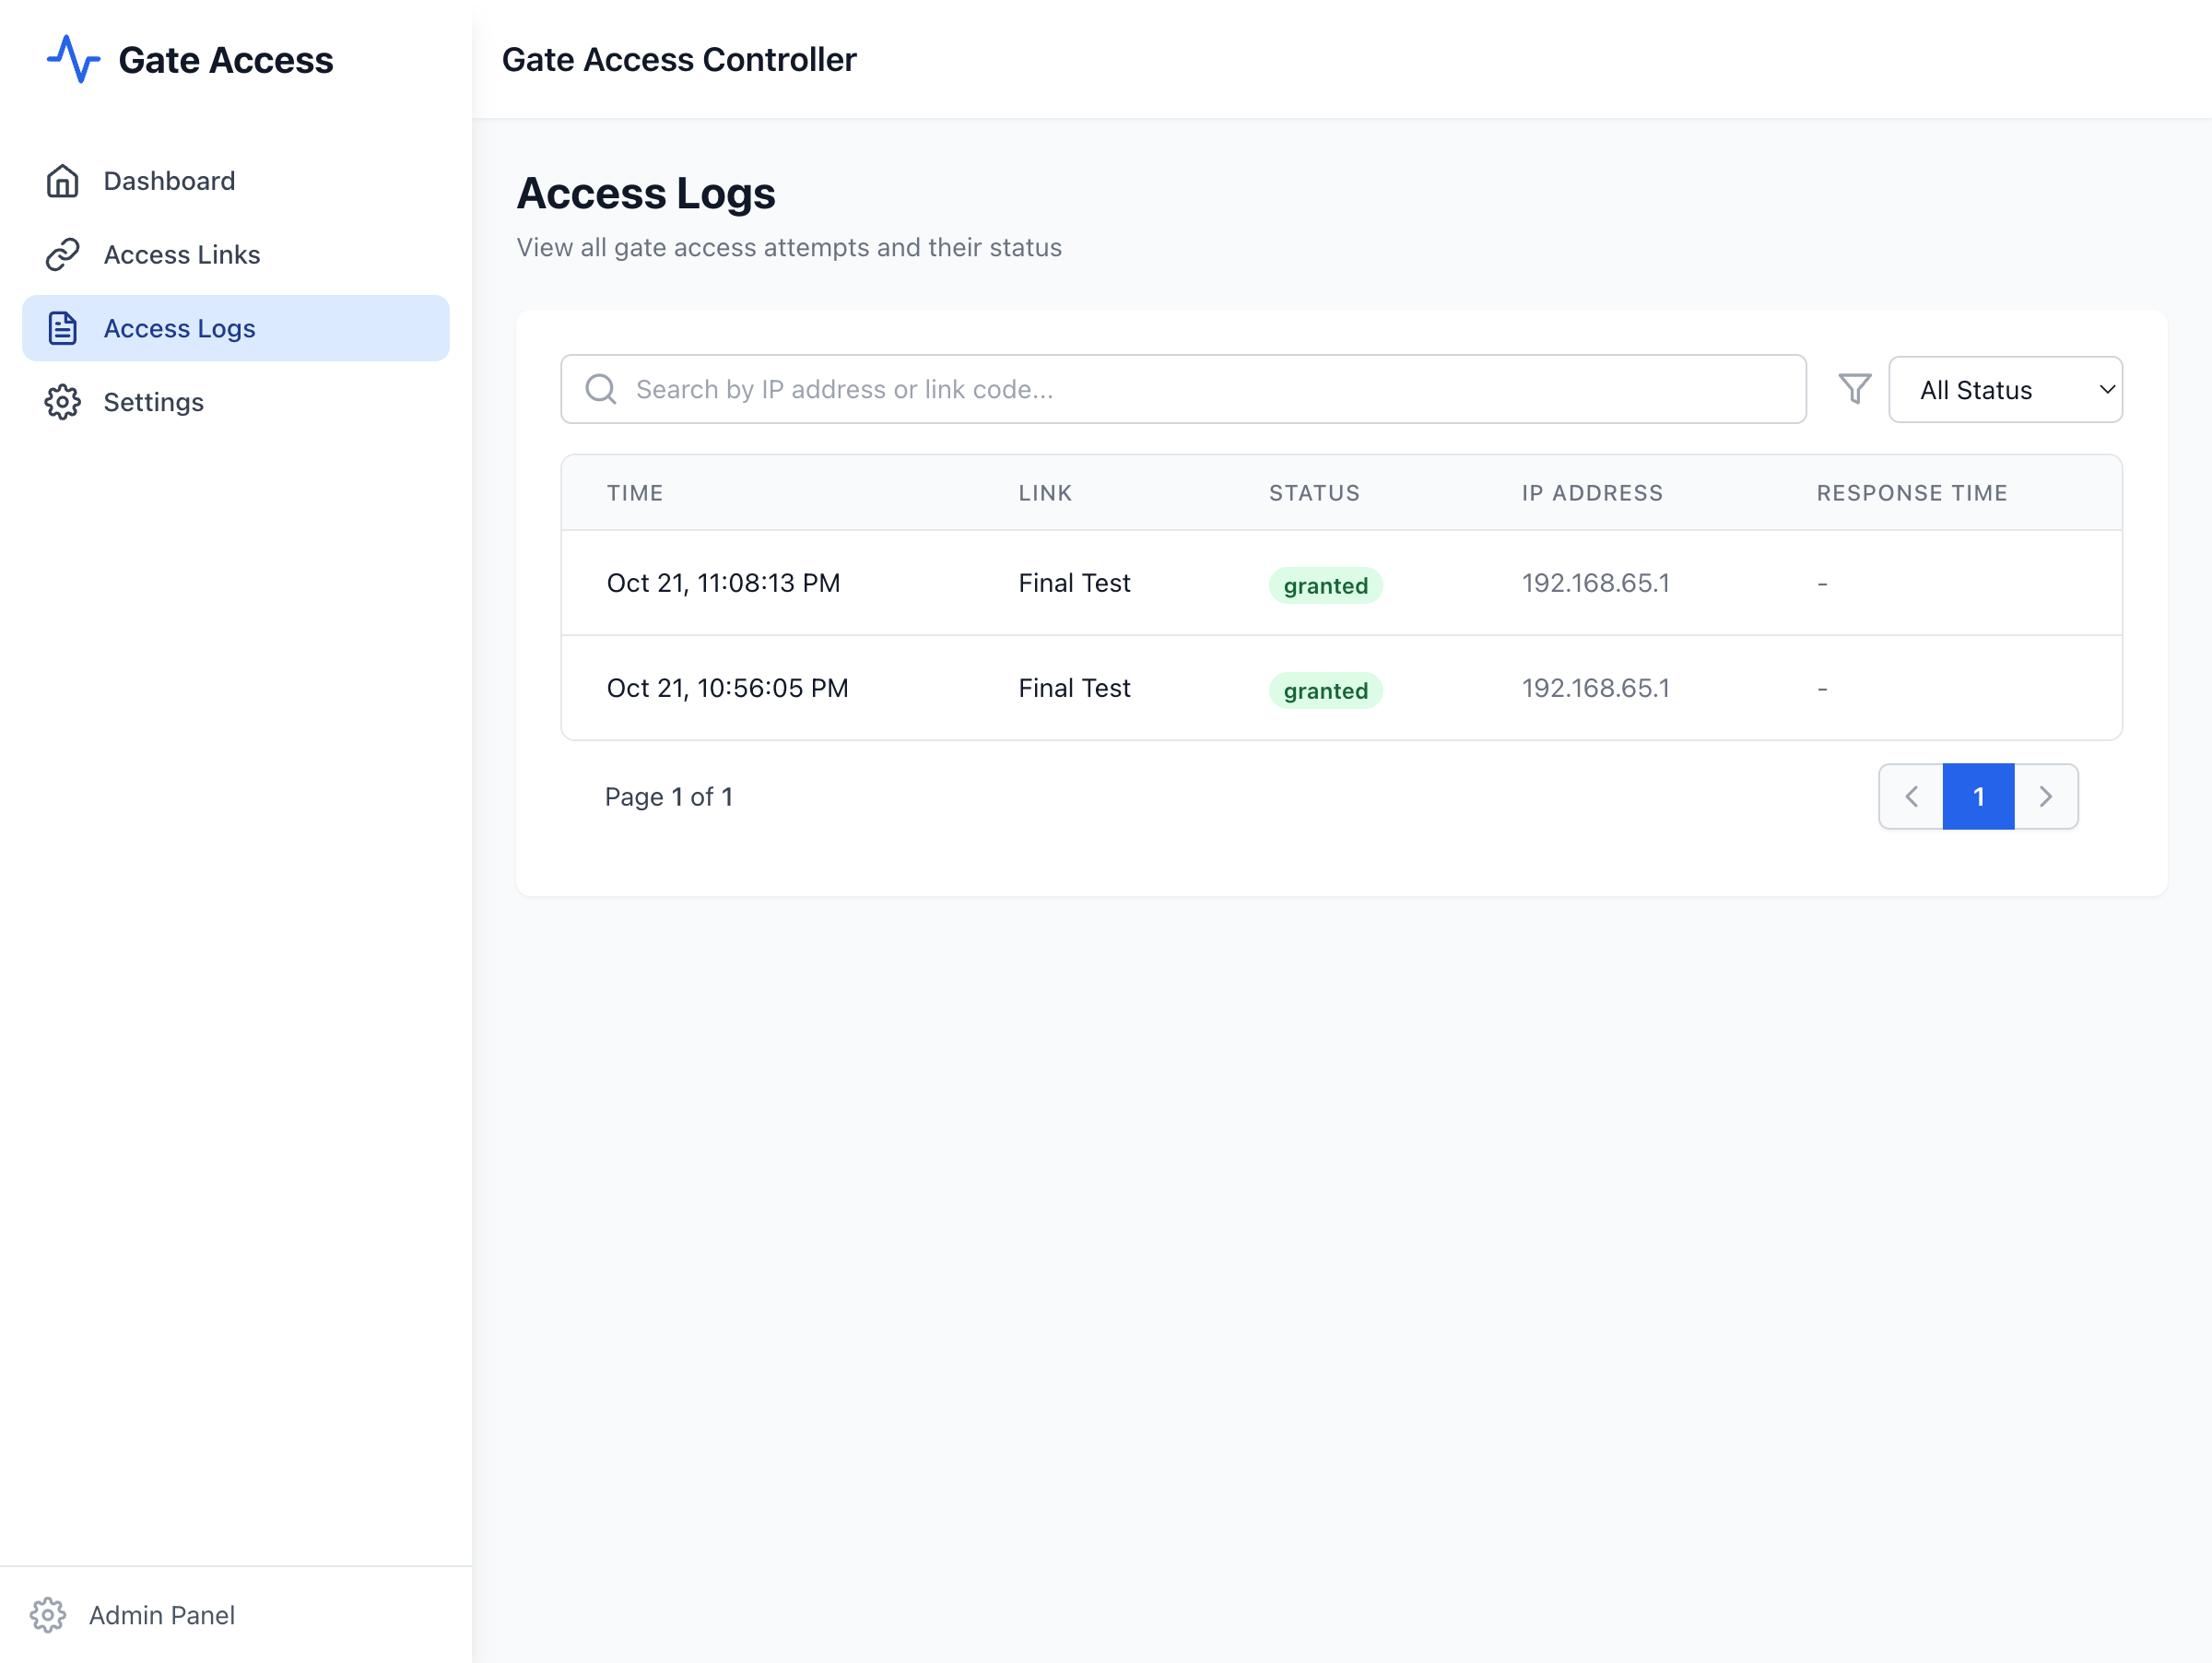 Gate Access
Dashboard
Access Links
Access Logs
Settings
Admin Panel
Gate Access Controller
Access Logs
View all gate access attempts and their status
Search by IP address or link code...
All Status
TIME LINK STATUS IP ADDRESS RESPONSE TIME
Oct 21, 11:08:13 PM Final Test granted 192.168.65.1 -
Oct 21, 10:56:05 PM Final Test granted 192.168.65.1 -
Page 1 of 1
1